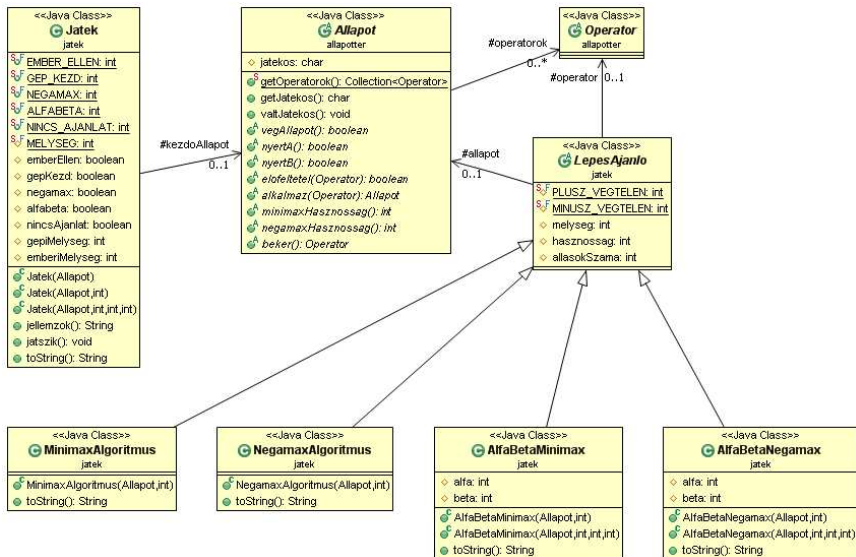 <<Java Class>>
Jatek
jatek
EMBER_ELLEN: int
GEP_KEZD: int
NEGAMAX: int
ALFABETA: int
NINCS_AJANLAT: int
MELYSEG: int
emberEllen: boolean
gepKezd: boolean
negamax: boolean
alfabeta: boolean
nincsAjanlat: boolean
gepiMelyseg: int
emberiMelyseg: int
Jatek(Allapot)
Jatek(Allapot,int)
Jatek(Allapot,int,int,int)
jellemzok(): String
jatszik(): void
toString(): String
#kezdoAllapot
0..1
<<Java Class>>
Allapot
allapotter
jatekos: char
getOperatorok(): Collection<Operator>
getJatekos(): char
valtJatekos(): void
vegAllapot(): boolean
nyertA(): boolean
nyertB(): boolean
elofeltetel(Operator): boolean
alkalmaz(Operator): Allapot
minimaxHasznossag(): int
negamaxHasznossag(): int
beker(): Operator
#operatorok
0..*
<<Java Class>>
Operator
allapotter
#operator
0..1
#allapot
0..1
<<Java Class>>
LepesAjanlo
jatek
PLUSZ_VEGTELEN: int
MINUSZ_VEGTELEN: int
melyseg: int
hasznossag: int
allasokSzama: int
<<Java Class>>
MinimaxAlgoritmus
jatek
MinimaxAlgoritmus(Allapot,int)
toString(): String
<<Java Class>>
NegamaxAlgoritmus
jatek
NegamaxAlgoritmus(Allapot,int)
toString(): String
<<Java Class>>
AlfaBetaMinimax
jatek
alfa: int
beta: int
AlfaBetaMinimax(Allapot,int)
AlfaBetaMinimax(Allapot,int,int,int)
toString(): String
<<Java Class>>
AlfaBetaNegamax
jatek
alfa: int
beta: int
AlfaBetaNegamax(Allapot,int)
AlfaBetaNegamax(Allapot,int,int,int)
toString(): String